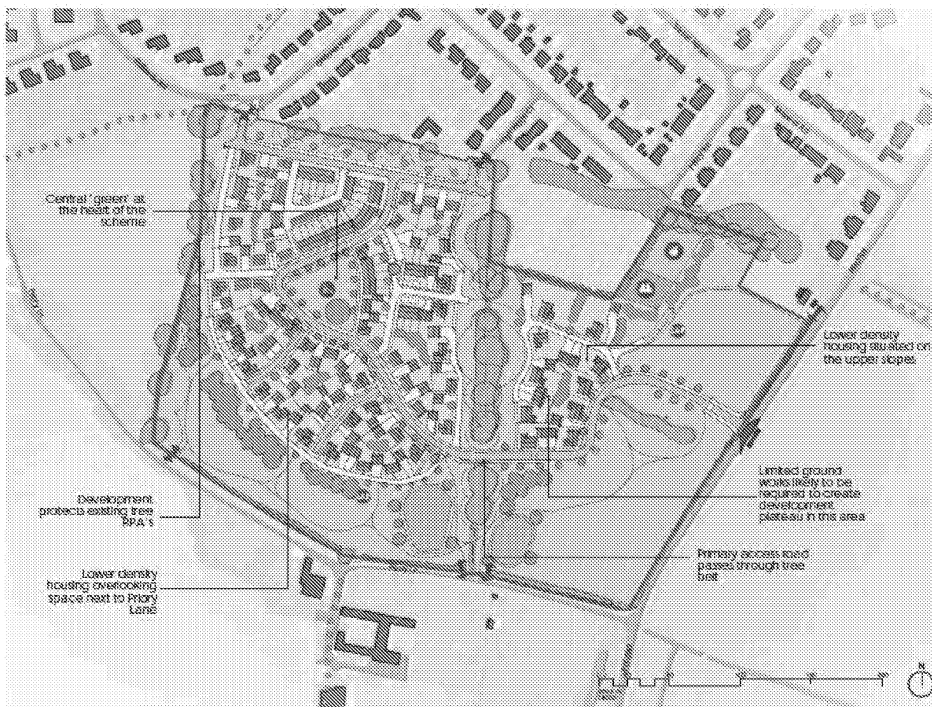 Central 'green' at
the heart of the
scheme
Lower density
housing situated on
the upper slopes
Development
protects existing tree
RPA's
Limited ground
works likely to be
required to create
development
plateau in this area
Primary access road
passes through tree
belt
Lower density
housing overlooking
space next to Priory
Lane
N